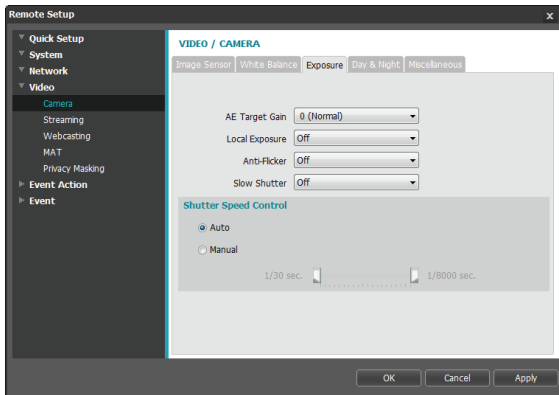 Remote Setup
x
Quick Setup
System
Network
Video
Camera
Streaming
Webcasting
MAT
Privacy Masking
Event Action
Event
VIDEO / CAMERA
Image Sensor White Balance Exposure Day & Night Miscellaneous
AE Target Gain 0 (Normal)
Local Exposure Off
Anti-Flicker Off
Slow Shutter Off
Shutter Speed Control
Auto
Manual
1/30 sec. 1/8000 sec.
OK Cancel Apply